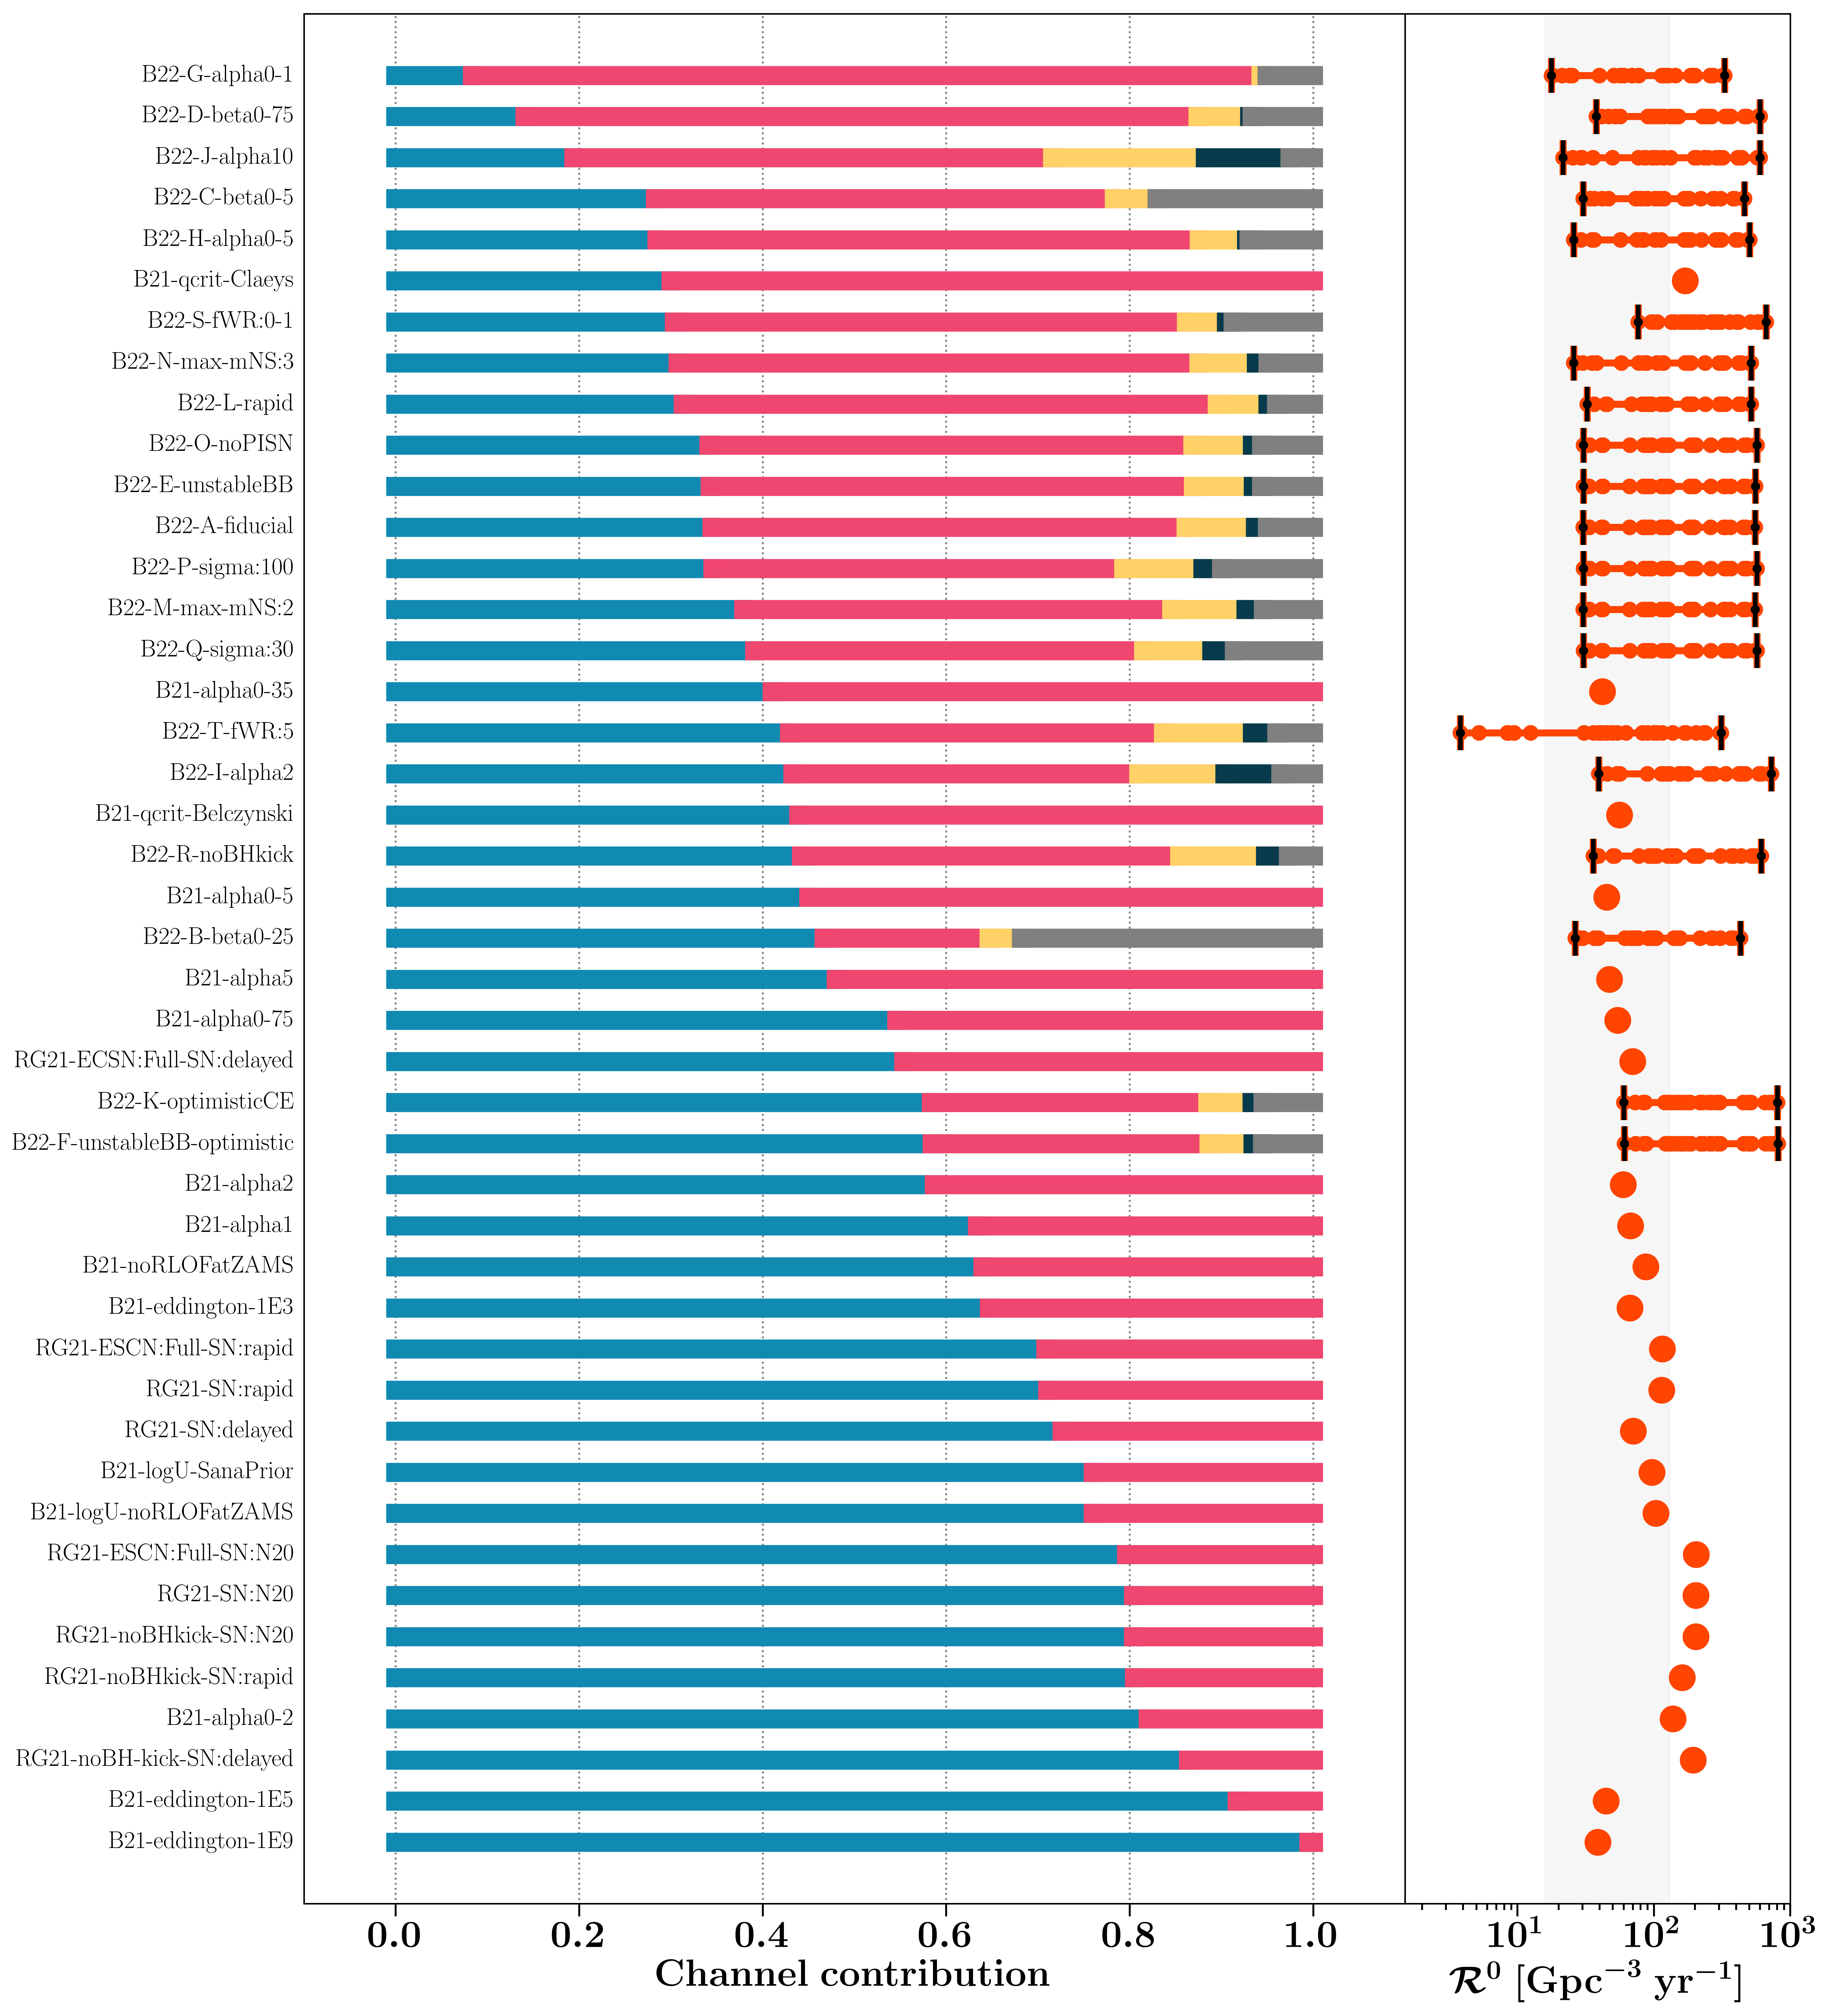 B22-G-alpha0-1
B22-D-beta0-75
B22-J-alpha10
B22-C-beta0-5
B22-H-alpha0-5
B21-qcrit-Claeys
B22-S-fWR:0-1
B22-N-max-mNS:3
B22-L-rapid
B22-O-noPISN
B22-E-unstableBB
B22-A-fiducial
B22-P-sigma:100
B22-M-max-mNS:2
B22-Q-sigma:30
B21-alpha0-35
B22-T-fWR:5
B22-I-alpha2
B21-qcrit-Belczynski
B22-R-noBHkick
B21-alpha0-5
B22-B-beta0-25
B21-alpha5
B21-alpha0-75
RG21-ECSN:Full-SN:delayed
B22-K-optimisticCE
B22-F-unstableBB-optimistic
B21-alpha2
B21-alpha1
B21-noRLOFatZAMS
B21-eddington-1E3
RG21-ESCN:Full-SN:rapid
RG21-SN:rapid
RG21-SN:delayed
B21-logU-SanaPrior
B21-logU-noRLOFatZAMS
RG21-ESCN:Full-SN:N20
RG21-SN:N20
RG21-noBHkick-SN:N20
RG21-noBHkick-SN:rapid
B21-alpha0-2
RG21-noBH-kick-SN:delayed
B21-eddington-1E5
B21-eddington-1E9
0.0 0.2 0.4 0.6 0.8 1.0
Channel contribution
10¹ 10² 10³
𝓡⁰ [Gpc⁻³ yr⁻¹]